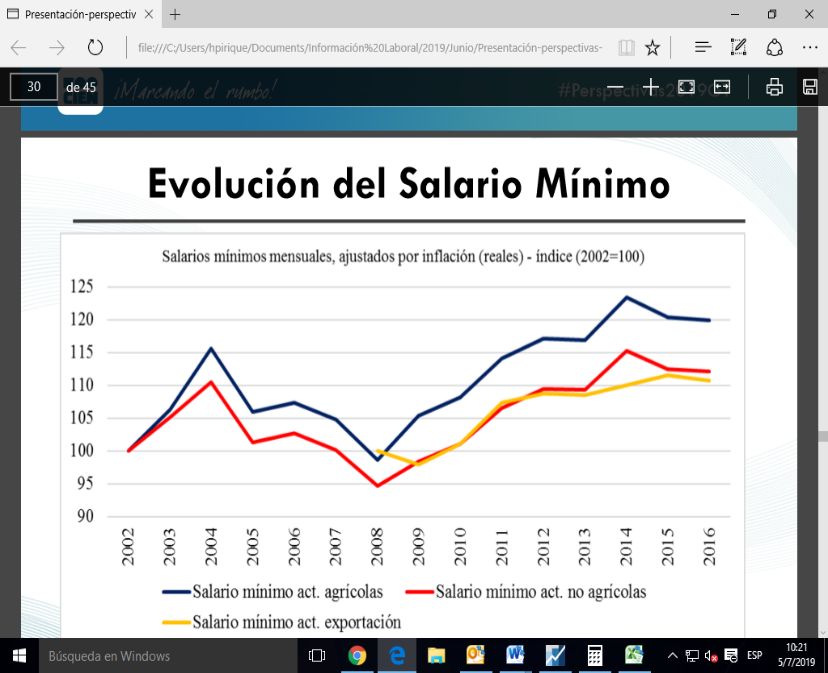 Presentación-perspectiv
file:///C:/Users/hpirique/Documents/Información%20Laboral/2019/Junio/Presentación-perspectivas-
30 de 45
¡Marcando el rumbo!
Evolución del Salario Mínimo
Salarios mínimos mensuales, ajustados por inflación (reales) - índice (2002=100)
125
120
115
110
105
100
95
90
2002 2003 2004 2005 2006 2007 2008 2009 2010 2011 2012 2013 2014 2015 2016
Salario mínimo act. agrícolas Salario mínimo act. no agrícolas
Salario mínimo act. exportación
Búsqueda en Windows
ESP
10:21
5/7/2019